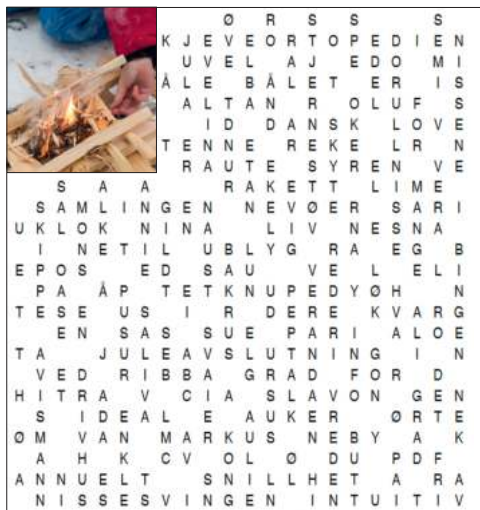 Ø R S S S
K J E V E O R T O P E D I E N
U V E L A J E D O M I
Å L E B Å L E T E R I S
A L T A N R O L U F S
I D D A N S K L O V E
T E N N E R E K E L R N
R A U T E S Y R E N V E
S A A R A K E T T L I M E
S A M L I N G E N N E V Ø E R S A R I
U K L O K N I N A L I V N E S N A
I N E T I L U B L Y G R A E G B
E P O S E D S A U V E L E L I
P A Å P T E T K N U P E D Y Ø H N
T E S E U S I R D E R E K V A R G
E N S A S S U E P A R I A L O E
T A J U L E A V S L U T N I N G I N
V E D R I B B A G R A D F O R D
H I T R A V C I A S L A V O N G E N
S I D E A L E A U K E R Ø R T E
Ø M V A N M A R K U S N E B Y A K
A H K C V O L Ø D U P D F
A N N U E L T S N I L L H E T A R A
N I S S E S V I N G E N I N T U I T I V